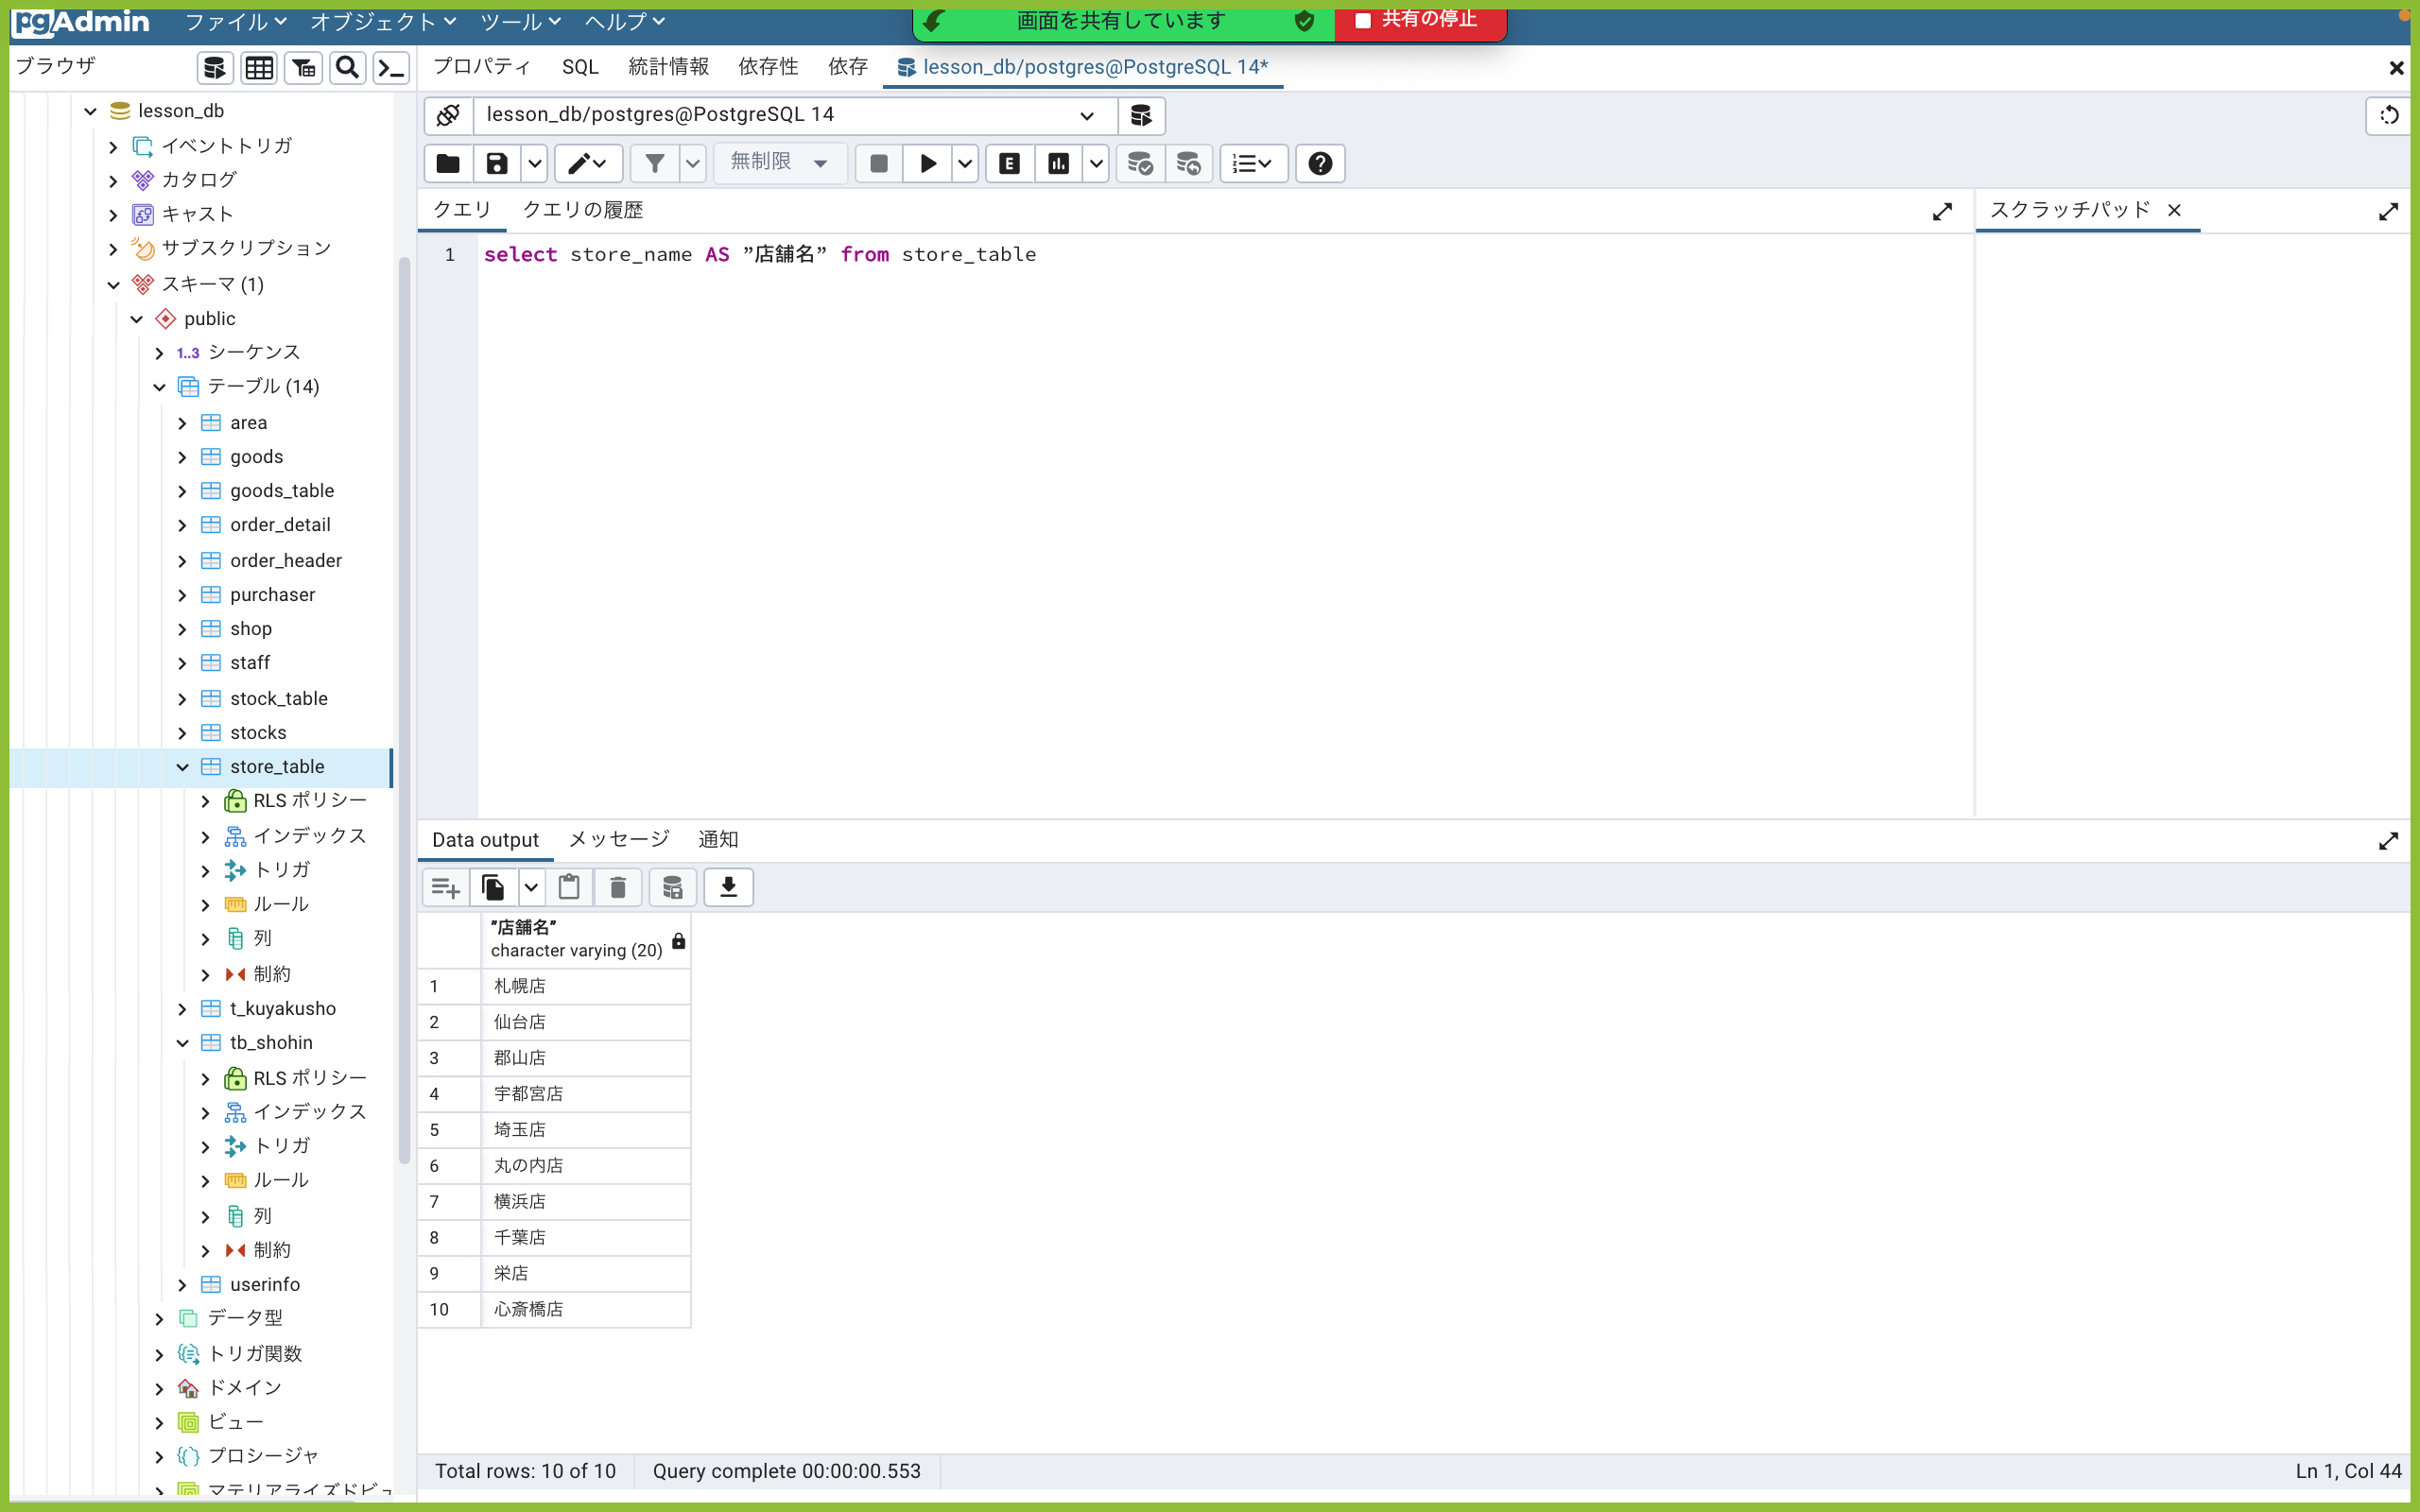 pgAdmin ファイル オブジェクト ツール ヘルプ 画面を共有しています 共有の停止
ブラウザ プロパティ SQL 統計情報 依存性 依存 lesson_db/postgres@PostgreSQL 14*
lesson_db/postgres@PostgreSQL 14
無制限
クエリ クエリの履歴 スクラッチパッド
1 select store_name AS ”店舗名” from store_table
lesson_db
イベントトリガ
カタログ
キャスト
サブスクリプション
スキーマ (1)
public
1..3 シーケンス
テーブル (14)
area
goods
goods_table
order_detail
order_header
purchaser
shop
staff
stock_table
stocks
store_table
RLS ポリシー
インデックス
トリガ
ルール
列
制約
t_kuyakusho
tb_shohin
RLS ポリシー
インデックス
トリガ
ルール
列
制約
userinfo
データ型
トリガ関数
ドメイン
ビュー
プロシージャ
マテリアライズドビュ
Data output メッセージ 通知
”店舗名”
character varying (20)
1 札幌店
2 仙台店
3 郡山店
4 宇都宮店
5 埼玉店
6 丸の内店
7 横浜店
8 千葉店
9 栄店
10 心斎橋店
Total rows: 10 of 10 Query complete 00:00:00.553 Ln 1, Col 44